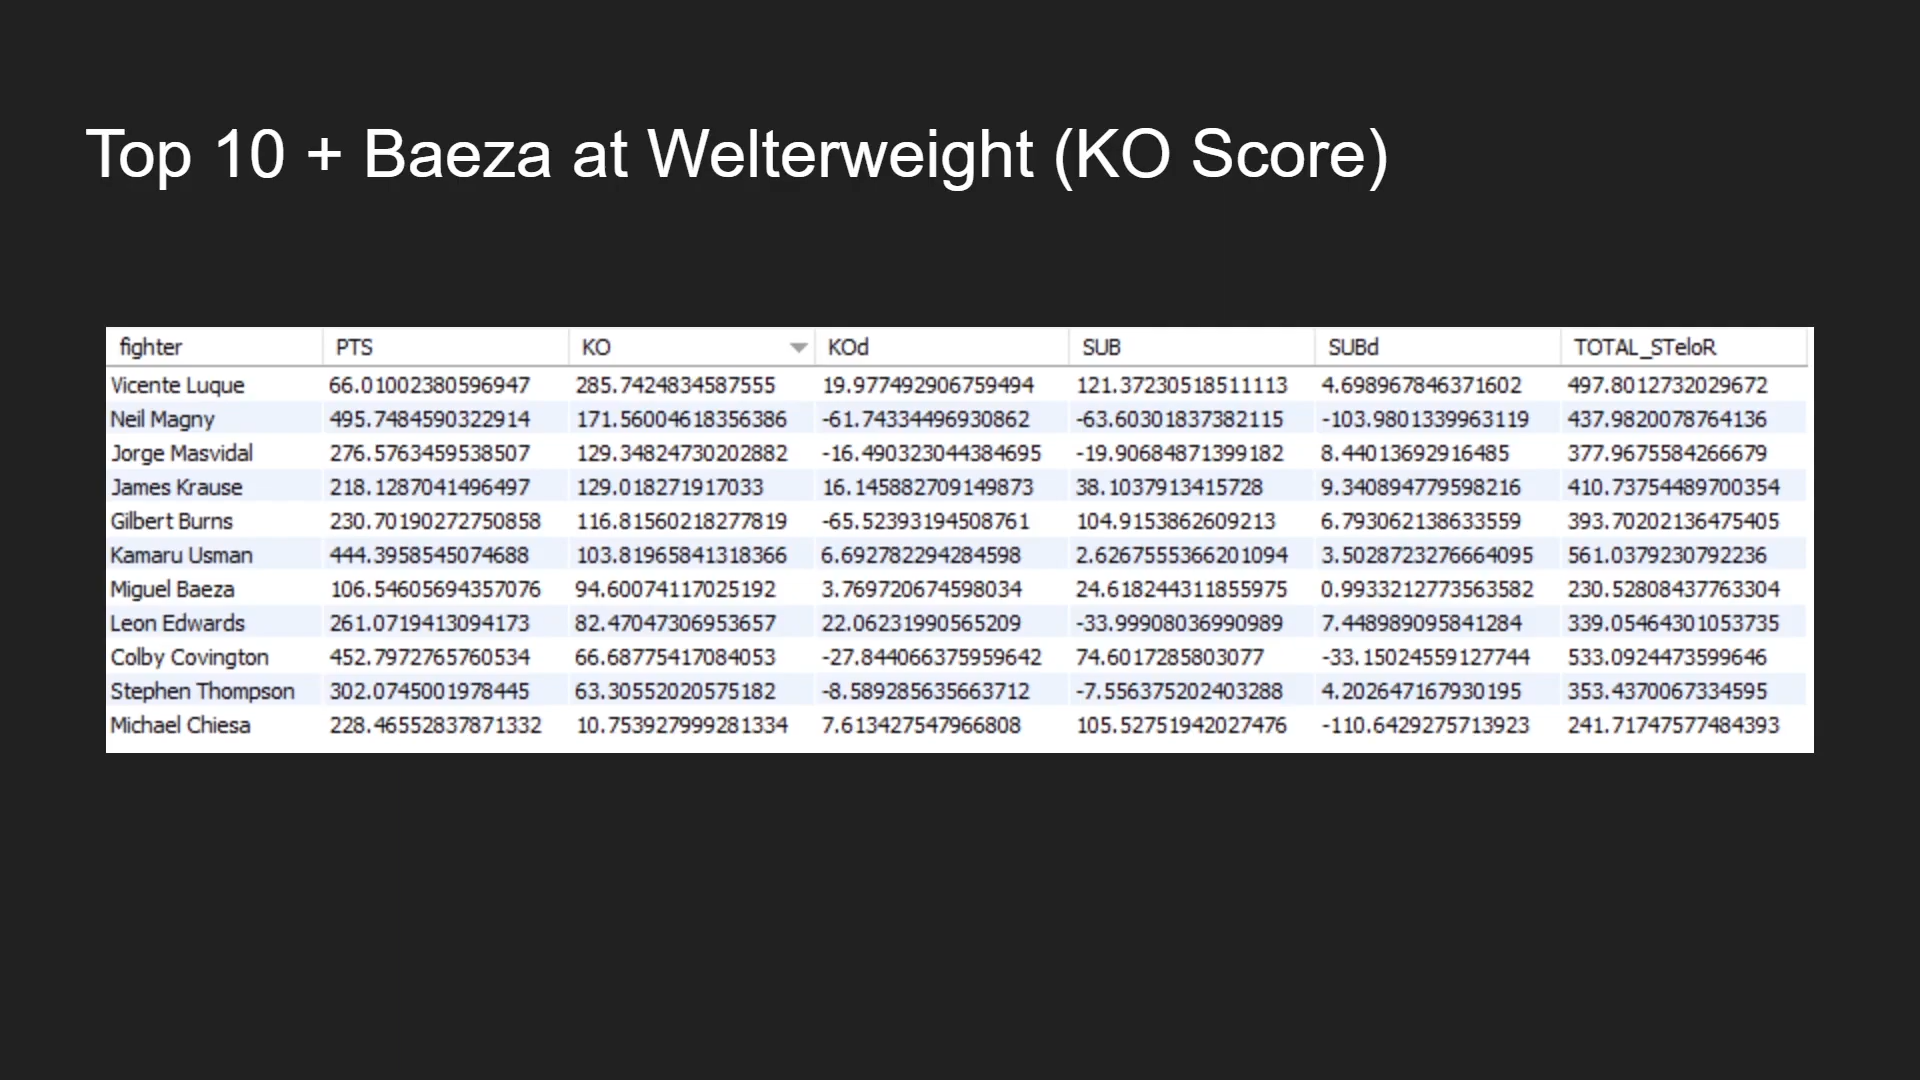 Top 10 + Baeza at Welterweight (KO Score)
fighter PTS KO KOd SUB SUBd TOTAL_STeloR
Vicente Luque 66.01002380596947 285.7424834587555 19.977492906759494 121.37230518511113 4.698967846371602 497.8012732029672
Neil Magny 495.7484590322914 171.56004618356386 -61.74334496930862 -63.60301837382115 -103.9801339963119 437.9820078764136
Jorge Masvidal 276.5763459538507 129.34824730202882 -16.490323044384695 -19.90684871399182 8.44013692916485 377.9675584266679
James Krause 218.1287041496497 129.018271917033 16.145882709149873 38.1037913415728 9.340894779598216 410.73754489700354
Gilbert Burns 230.70190272750858 116.81560218277819 -65.52393194508761 104.9153862609213 6.793062138633559 393.70202136475405
Kamaru Usman 444.3958545074688 103.81965841318366 6.692782294284598 2.6267555366201094 3.5028723276664095 561.0379230792236
Miguel Baeza 106.54605694357076 94.60074117025192 3.769720674598034 24.618244311855975 0.9933212773563582 230.52808437763304
Leon Edwards 261.0719413094173 82.47047306953657 22.06231990565209 -33.99908036990989 7.448989095841284 339.05464301053735
Colby Covington 452.7972765760534 66.68775417084053 -27.844066375959642 74.6017285803077 -33.15024559127744 533.0924473599646
Stephen Thompson 302.0745001978445 63.30552020575182 -8.589285635663712 -7.556375202403288 4.202647167930195 353.4370067334595
Michael Chiesa 228.46552837871332 10.753927999281334 7.613427547966808 105.52751942027476 -110.6429275713923 241.71747577484393